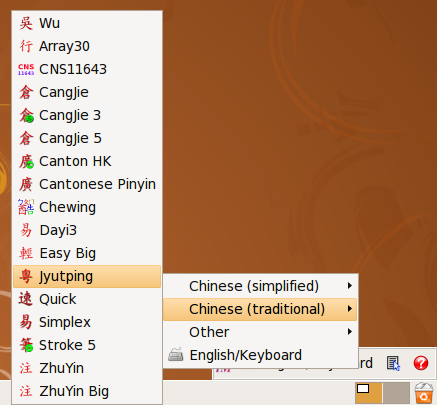 吳 Wu
行 Array30
CNS 11643 CNS11643
倉 CangJie
倉 CangJie 3
倉 CangJie 5
廣 Canton HK
廣 Cantonese Pinyin
酷 Chewing
易 Dayi3
輕 Easy Big
粵 Jyutping
速 Quick
易 Simplex
筆 Stroke 5
注 ZhuYin
注 ZhuYin Big
Chinese (simplified)
Chinese (traditional)
Other
English/Keyboard